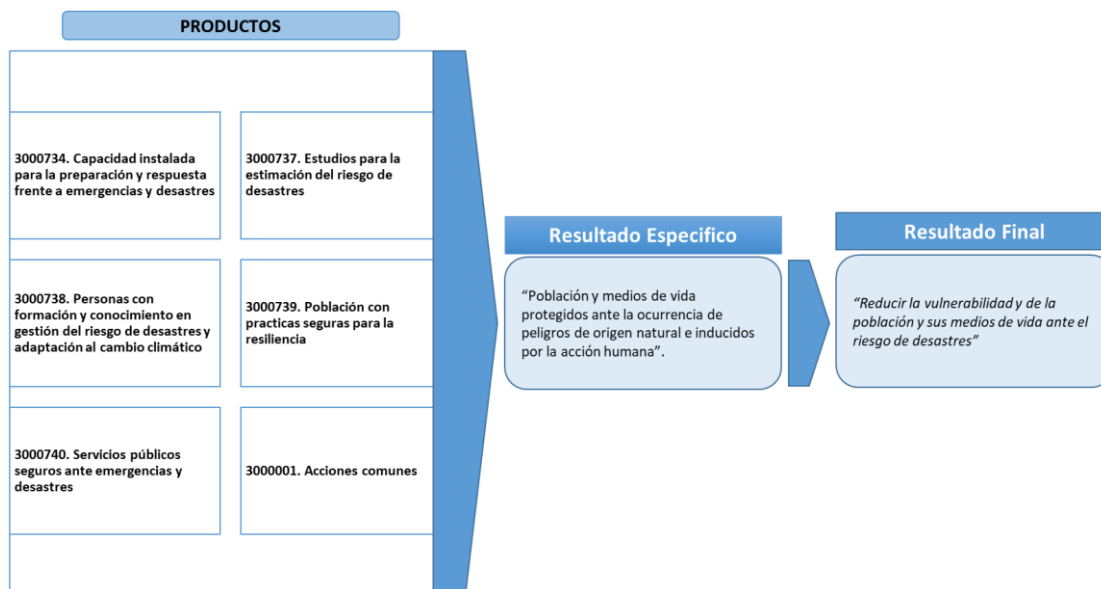 PRODUCTOS
3000734. Capacidad instalada
para la preparación y respuesta
frente a emergencias y desastres
3000737. Estudios para la
estimación del riesgo de
desastres
3000738. Personas con
formación y conocimiento en
gestión del riesgo de desastres y
adaptación al cambio climático
3000739. Población con
practicas seguras para la
resiliencia
3000740. Servicios públicos
seguros ante emergencias y
desastres
3000001. Acciones comunes
Resultado Especifico
“Población y medios de vida
protegidos ante la ocurrencia de
peligros de origen natural e inducidos
por la acción humana”.
Resultado Final
“Reducir la vulnerabilidad y de la
población y sus medios de vida ante el
riesgo de desastres”